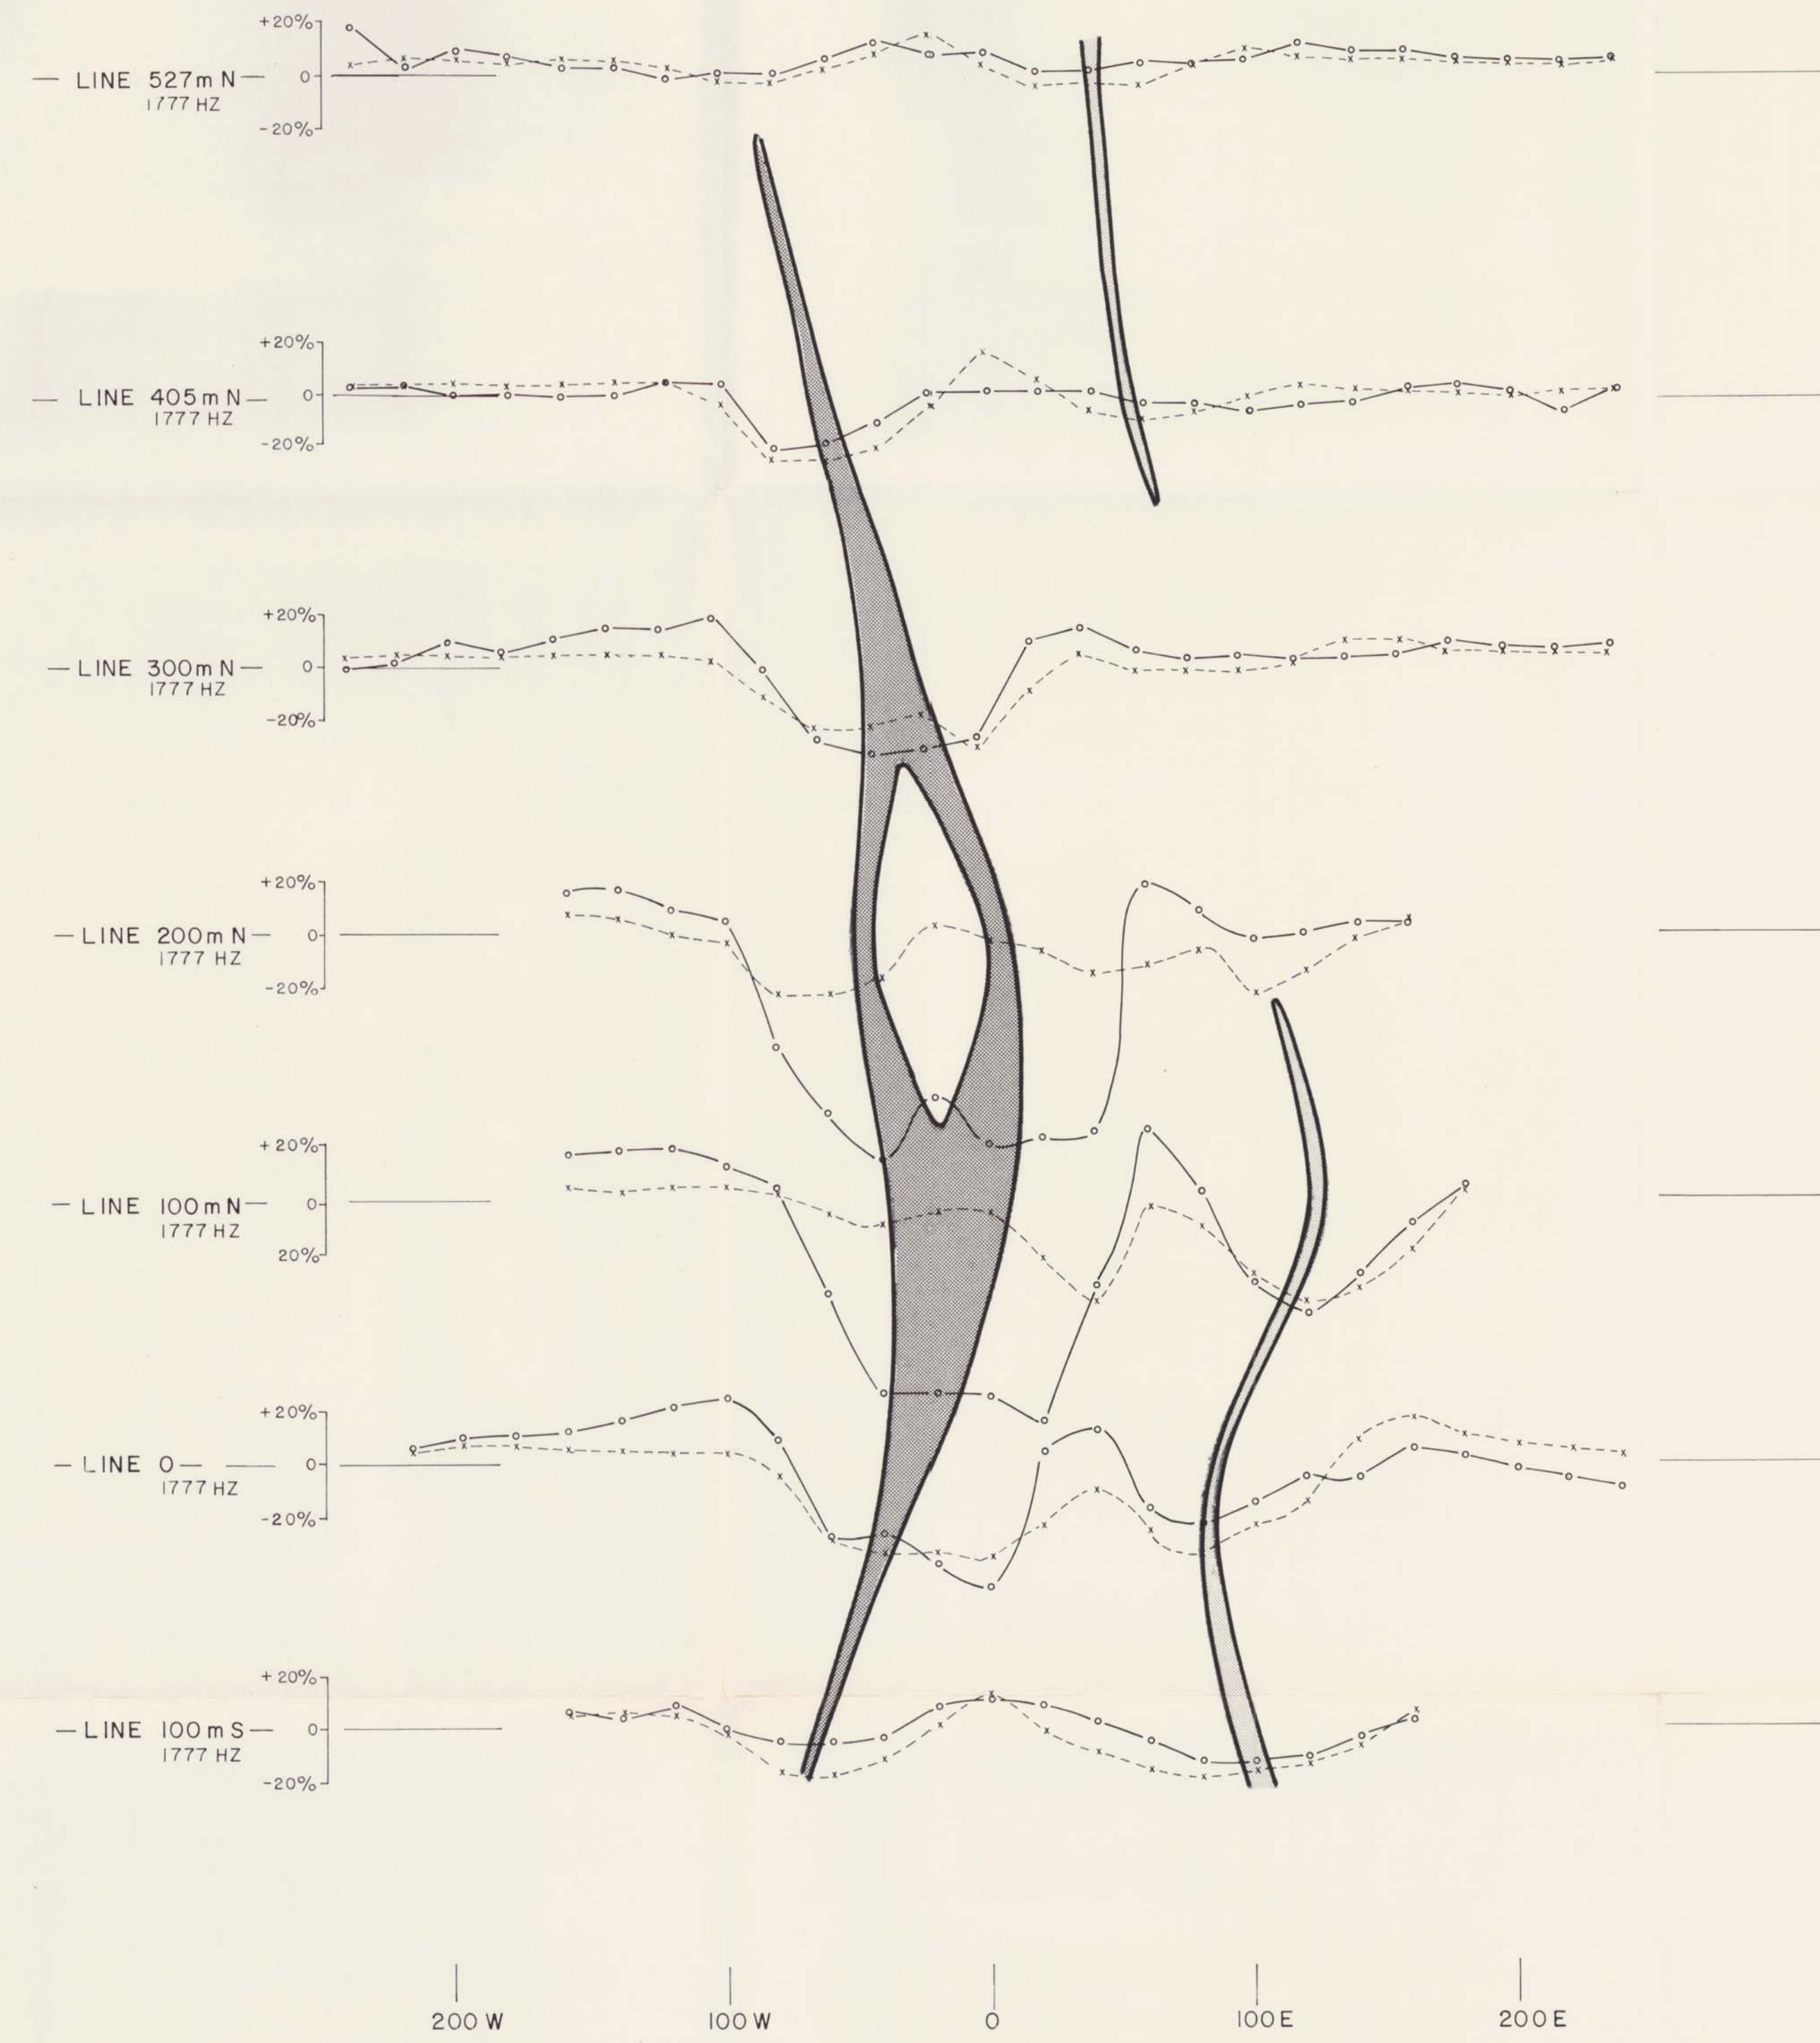 +20%
— LINE 527m N — 0
1777 HZ
-20%
+20%
— LINE 405m N — 0
1777 HZ
-20%
+20%
— LINE 300m N — 0
1777 HZ
-20%
+20%
— LINE 200m N — 0
1777 HZ
-20%
+20%
— LINE 100m N — 0
1777 HZ
20%
+20%
— LINE 0 — 0
1777 HZ
-20%
+20%
— LINE 100m S — 0
1777 HZ
-20%
200 W 100 W 0 100 E 200 E